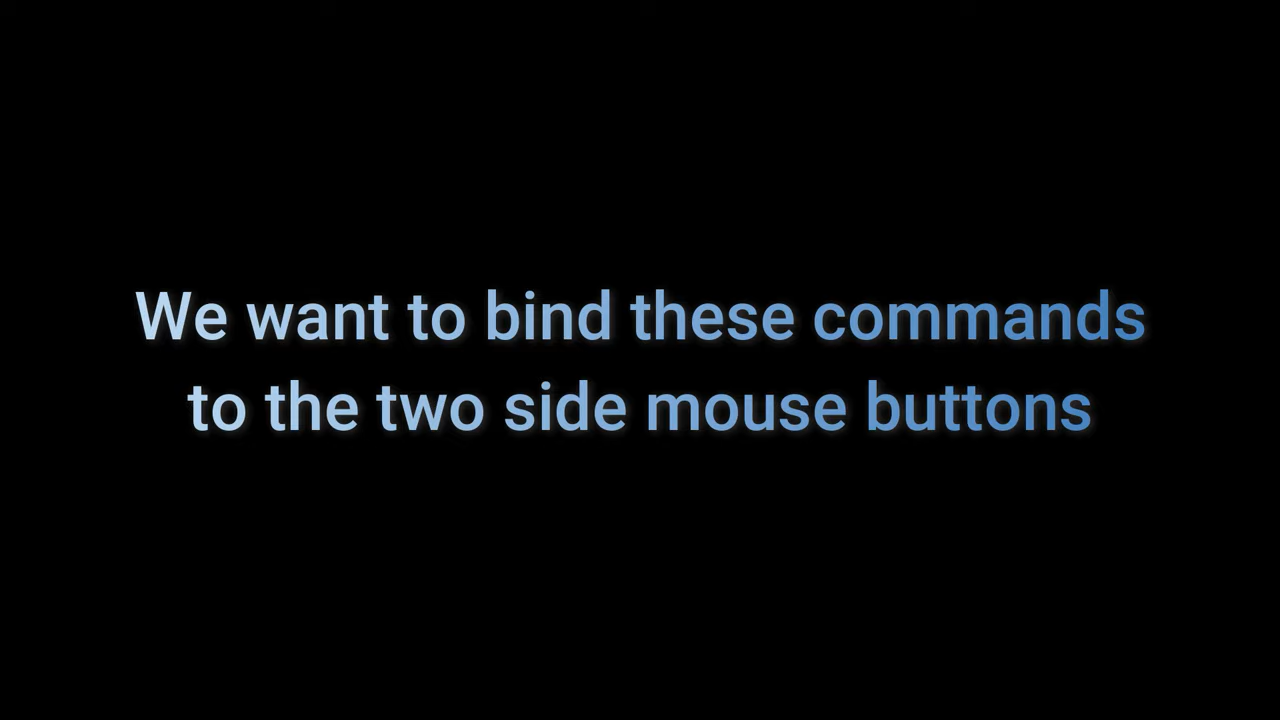 We want to bind these commands
to the two side mouse buttons